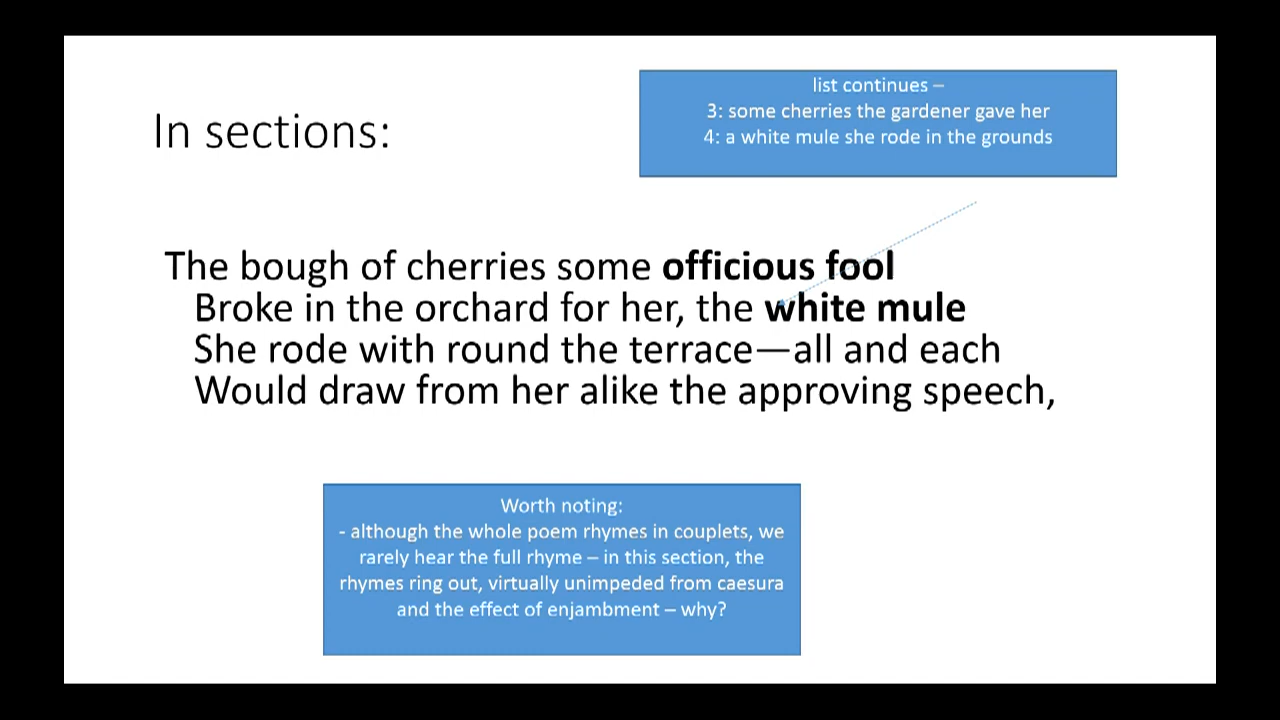 list continues –
3: some cherries the gardener gave her
4: a white mule she rode in the grounds
In sections:
The bough of cherries some officious fool
Broke in the orchard for her, the white mule
She rode with round the terrace—all and each
Would draw from her alike the approving speech,
Worth noting:
- although the whole poem rhymes in couplets, we
rarely hear the full rhyme – in this section, the
rhymes ring out, virtually unimpeded from caesura
and the effect of enjambment – why?